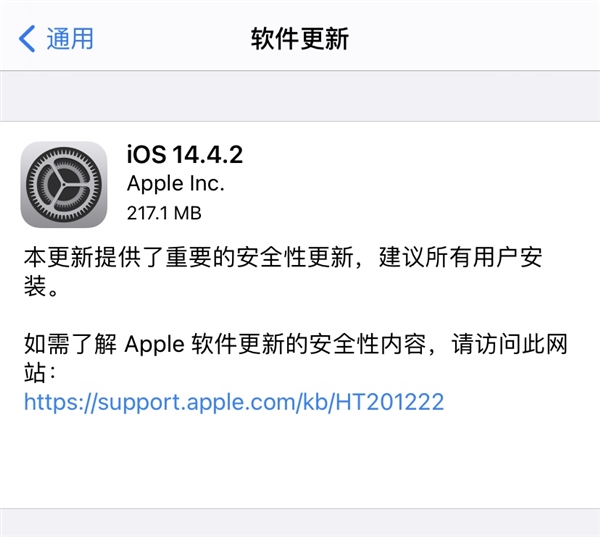 通用
软件更新
iOS 14.4.2
Apple Inc.
217.1 MB
本更新提供了重要的安全性更新，建议所有用户安
装。
如需了解 Apple 软件更新的安全性内容，请访问此网
站：
https://support.apple.com/kb/HT201222